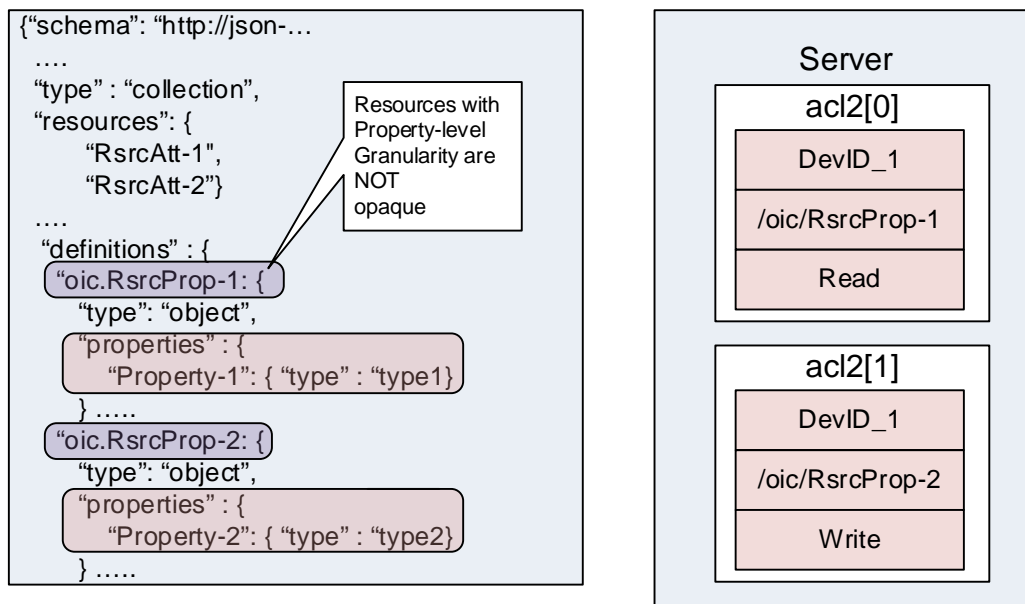 {“schema”: “http://json-…
….
“type” : “collection”,
“resources”: {
“RsrcAtt-1",
“RsrcAtt-2”}
….
“definitions” : {
“oic.RsrcProp-1: {
“type”: “object”,
“properties” : {
“Property-1”: { “type” : “type1}
} …..
“oic.RsrcProp-2: {
“type”: “object”,
“properties” : {
“Property-2”: { “type” : “type2}
} …..
Resources with
Property-level
Granularity are
NOT
opaque
Server
acl2[0]
DevID_1
/oic/RsrcProp-1
Read
acl2[1]
DevID_1
/oic/RsrcProp-2
Write